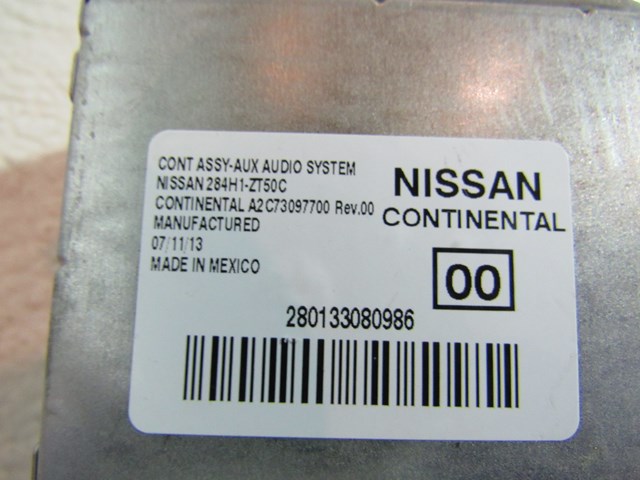 CONT ASSY-AUX AUDIO SYSTEM
NISSAN 284H1-ZT50C
CONTINENTAL A2C73097700 Rev.00
MANUFACTURED
07/11/13
MADE IN MEXICO
NISSAN
CONTINENTAL
00
280133080986